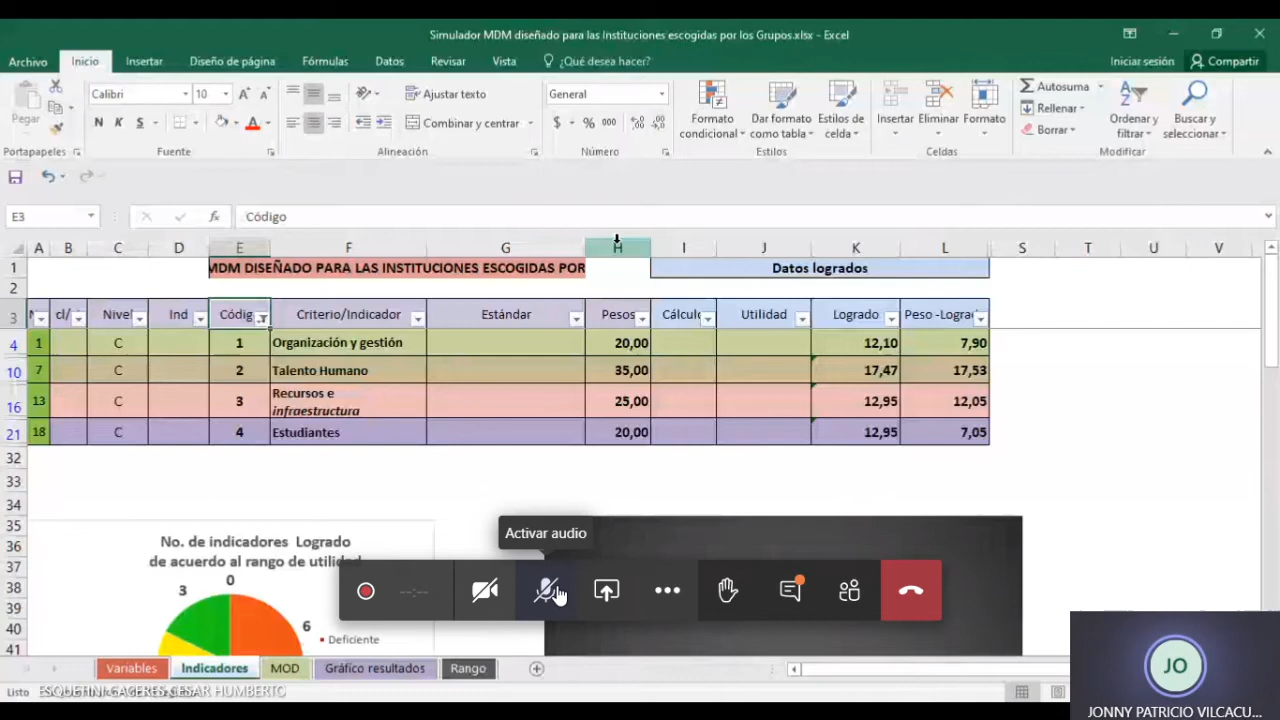 Simulador MDM diseñado para las Instituciones escogidas por los Grupos.xlsx - Excel
Archivo Inicio Insertar Diseño de página Fórmulas Datos Revisar Vista ¿Qué desea hacer? Iniciar sesión Compartir
Pegar Calibri 10 Ajustar texto General Formato condicional Dar formato como tabla Estilos de celda Insertar Eliminar Formato Autosuma Rellenar Borrar Ordenar y filtrar Buscar y seleccionar
N K S Combinar y centrar $ % 000
Portapapeles Fuente Alineación Número Estilos Celdas Modificar
E3 fx Código
A B C D E F G H I J K L S T U V
1 MDM DISEÑADO PARA LAS INSTITUCIONES ESCOGIDAS POR Datos logrados
2
3 cl/ Nivel Ind Códig Criterio/Indicador Estándar Pesos Cálculo Utilidad Logrado Peso -Lograd
4 1 C 1 Organización y gestión 20,00 12,10 7,90
10 7 C 2 Talento Humano 35,00 17,47 17,53
16 13 C 3 Recursos e infraestructura 25,00 12,95 12,05
21 18 C 4 Estudiantes 20,00 12,95 7,05
32
33
34
35
36
37
38
39
40
41
No. de indicadores Logrado
de acuerdo al rango de utilidad
0
3
6
Deficiente
Activar audio
--:--
Variables Indicadores MOD Gráfico resultados Rango
Listo ESQUETINI CACERES CESAR HUMBERTO
JO
JONNY PATRICIO VILCACU...